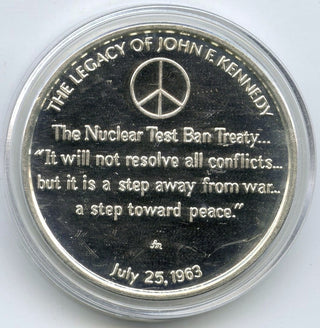 THE LEGACY OF JOHN F. KENNEDY
The Nuclear Test Ban Treaty...
"It will not resolve all conflicts...
but it is a step away from war...
a step toward peace."
July 25, 1963